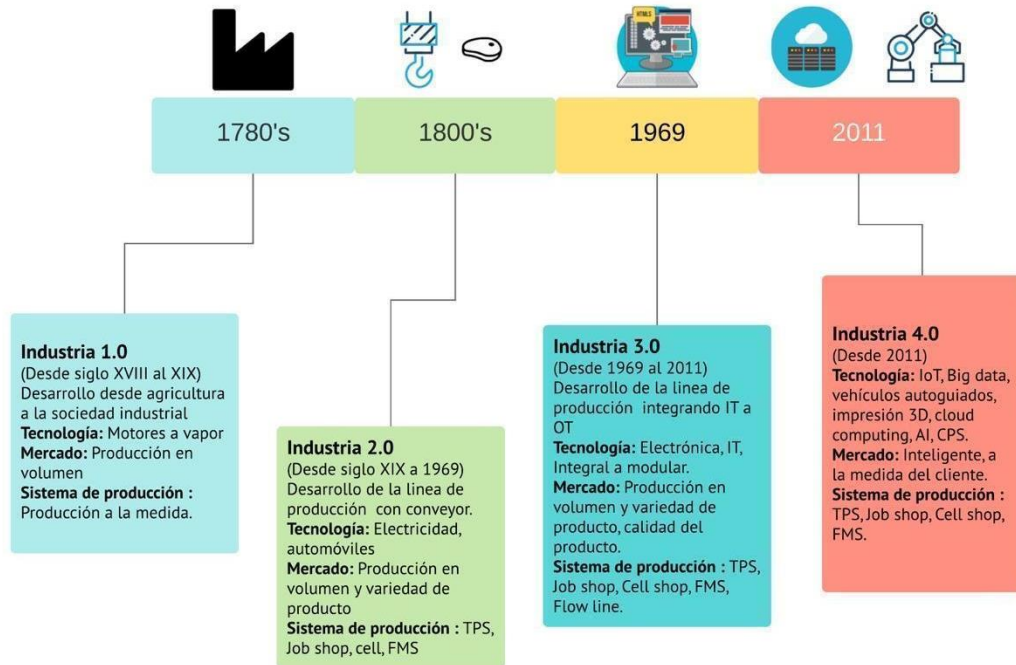 HTML5
1780's
1800's
1969
2011
Industria 1.0
(Desde siglo XVIII al XIX)
Desarrollo desde agricultura
a la sociedad industrial
Tecnología: Motores a vapor
Mercado: Producción en
volumen
Sistema de producción :
Producción a la medida.
Industria 2.0
(Desde siglo XIX a 1969)
Desarrollo de la linea de
producción con conveyor.
Tecnología: Electricidad,
automóviles
Mercado: Producción en
volumen y variedad de
producto
Sistema de producción : TPS,
Job shop, cell, FMS
Industria 3.0
(Desde 1969 al 2011)
Desarrollo de la linea de
producción integrando IT a
OT
Tecnología: Electrónica, IT,
Integral a modular.
Mercado: Producción en
volumen y variedad de
producto, calidad del
producto.
Sistema de producción : TPS,
Job shop, Cell shop, FMS,
Flow line.
Industria 4.0
(Desde 2011)
Tecnología: IoT, Big data,
vehículos autoguiados,
impresión 3D, cloud
computing, AI, CPS.
Mercado: Inteligente, a
la medida del cliente.
Sistema de producción :
TPS, Job shop, Cell shop,
FMS.